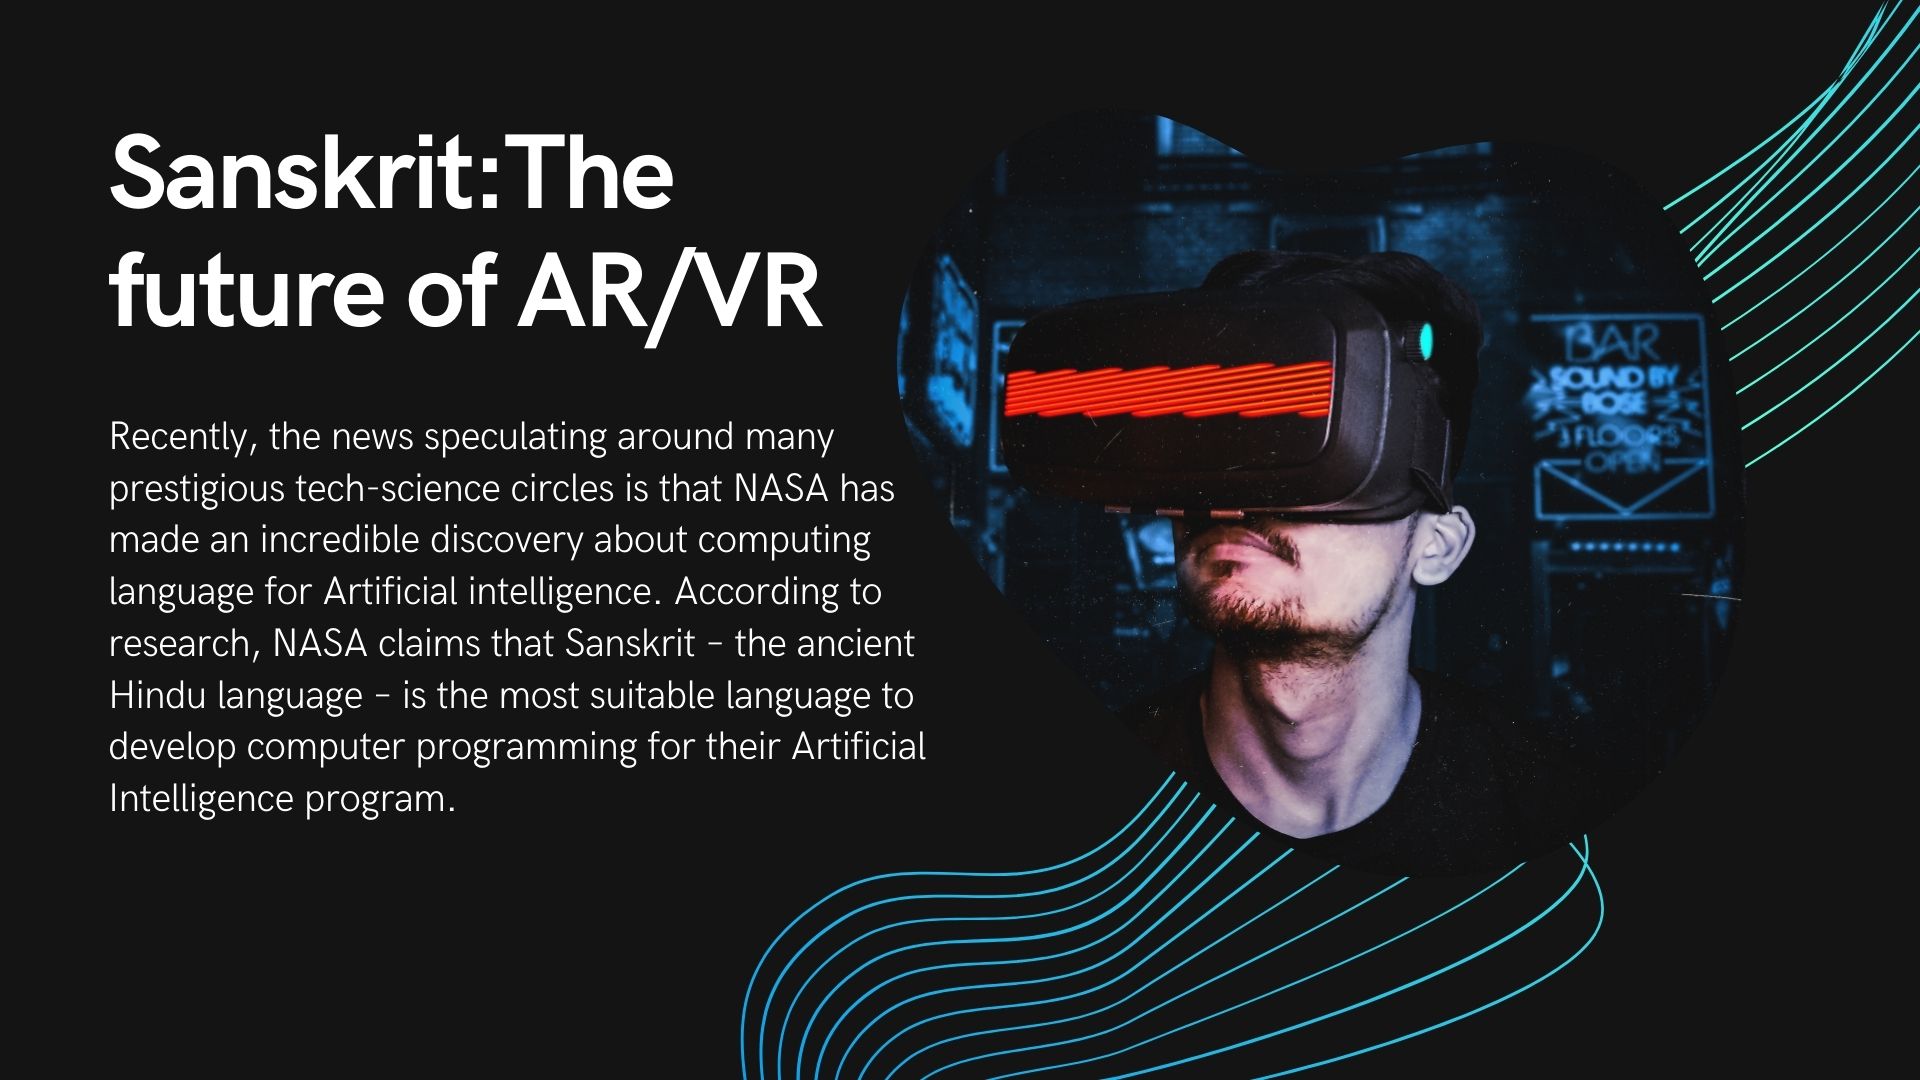 Sanskrit:The
future of AR/VR
Recently, the news speculating around many
prestigious tech-science circles is that NASA has
made an incredible discovery about computing
language for Artificial intelligence. According to
research, NASA claims that Sanskrit – the ancient
Hindu language – is the most suitable language to
develop computer programming for their Artificial
Intelligence program.
BAR
SOUND BY
BOSE
3 FLOORS
OPEN